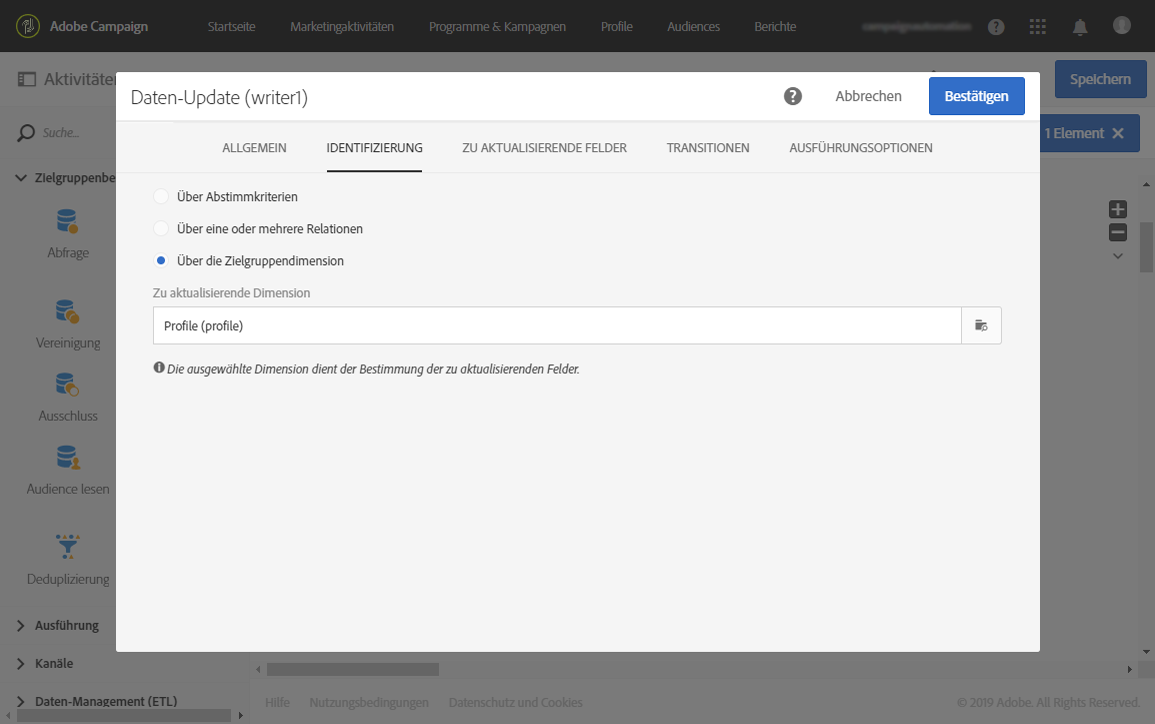 Adobe Campaign
Startseite
Marketingaktivitäten
Programme & Kampagnen
Profile
Audiences
Berichte
Aktivitäten
Speichern
Daten-Update (writer1)
Abbrechen
Bestätigen
Suche...
1 Element
ALLGEMEIN
IDENTIFIZIERUNG
ZU AKTUALISIERENDE FELDER
TRANSITIONEN
AUSFÜHRUNGSOPTIONEN
Zielgruppenbe
Über Abstimmkriterien
Über eine oder mehrere Relationen
Über die Zielgruppendimension
Zu aktualisierende Dimension
Profile (profile)
Die ausgewählte Dimension dient der Bestimmung der zu aktualisierenden Felder.
Abfrage
Vereinigung
Ausschluss
Audience lesen
Deduplizierung
Ausführung
Kanäle
Daten-Management (ETL)
Hilfe
Nutzungsbedingungen
Datenschutz und Cookies
© 2019 Adobe. All Rights Reserved.